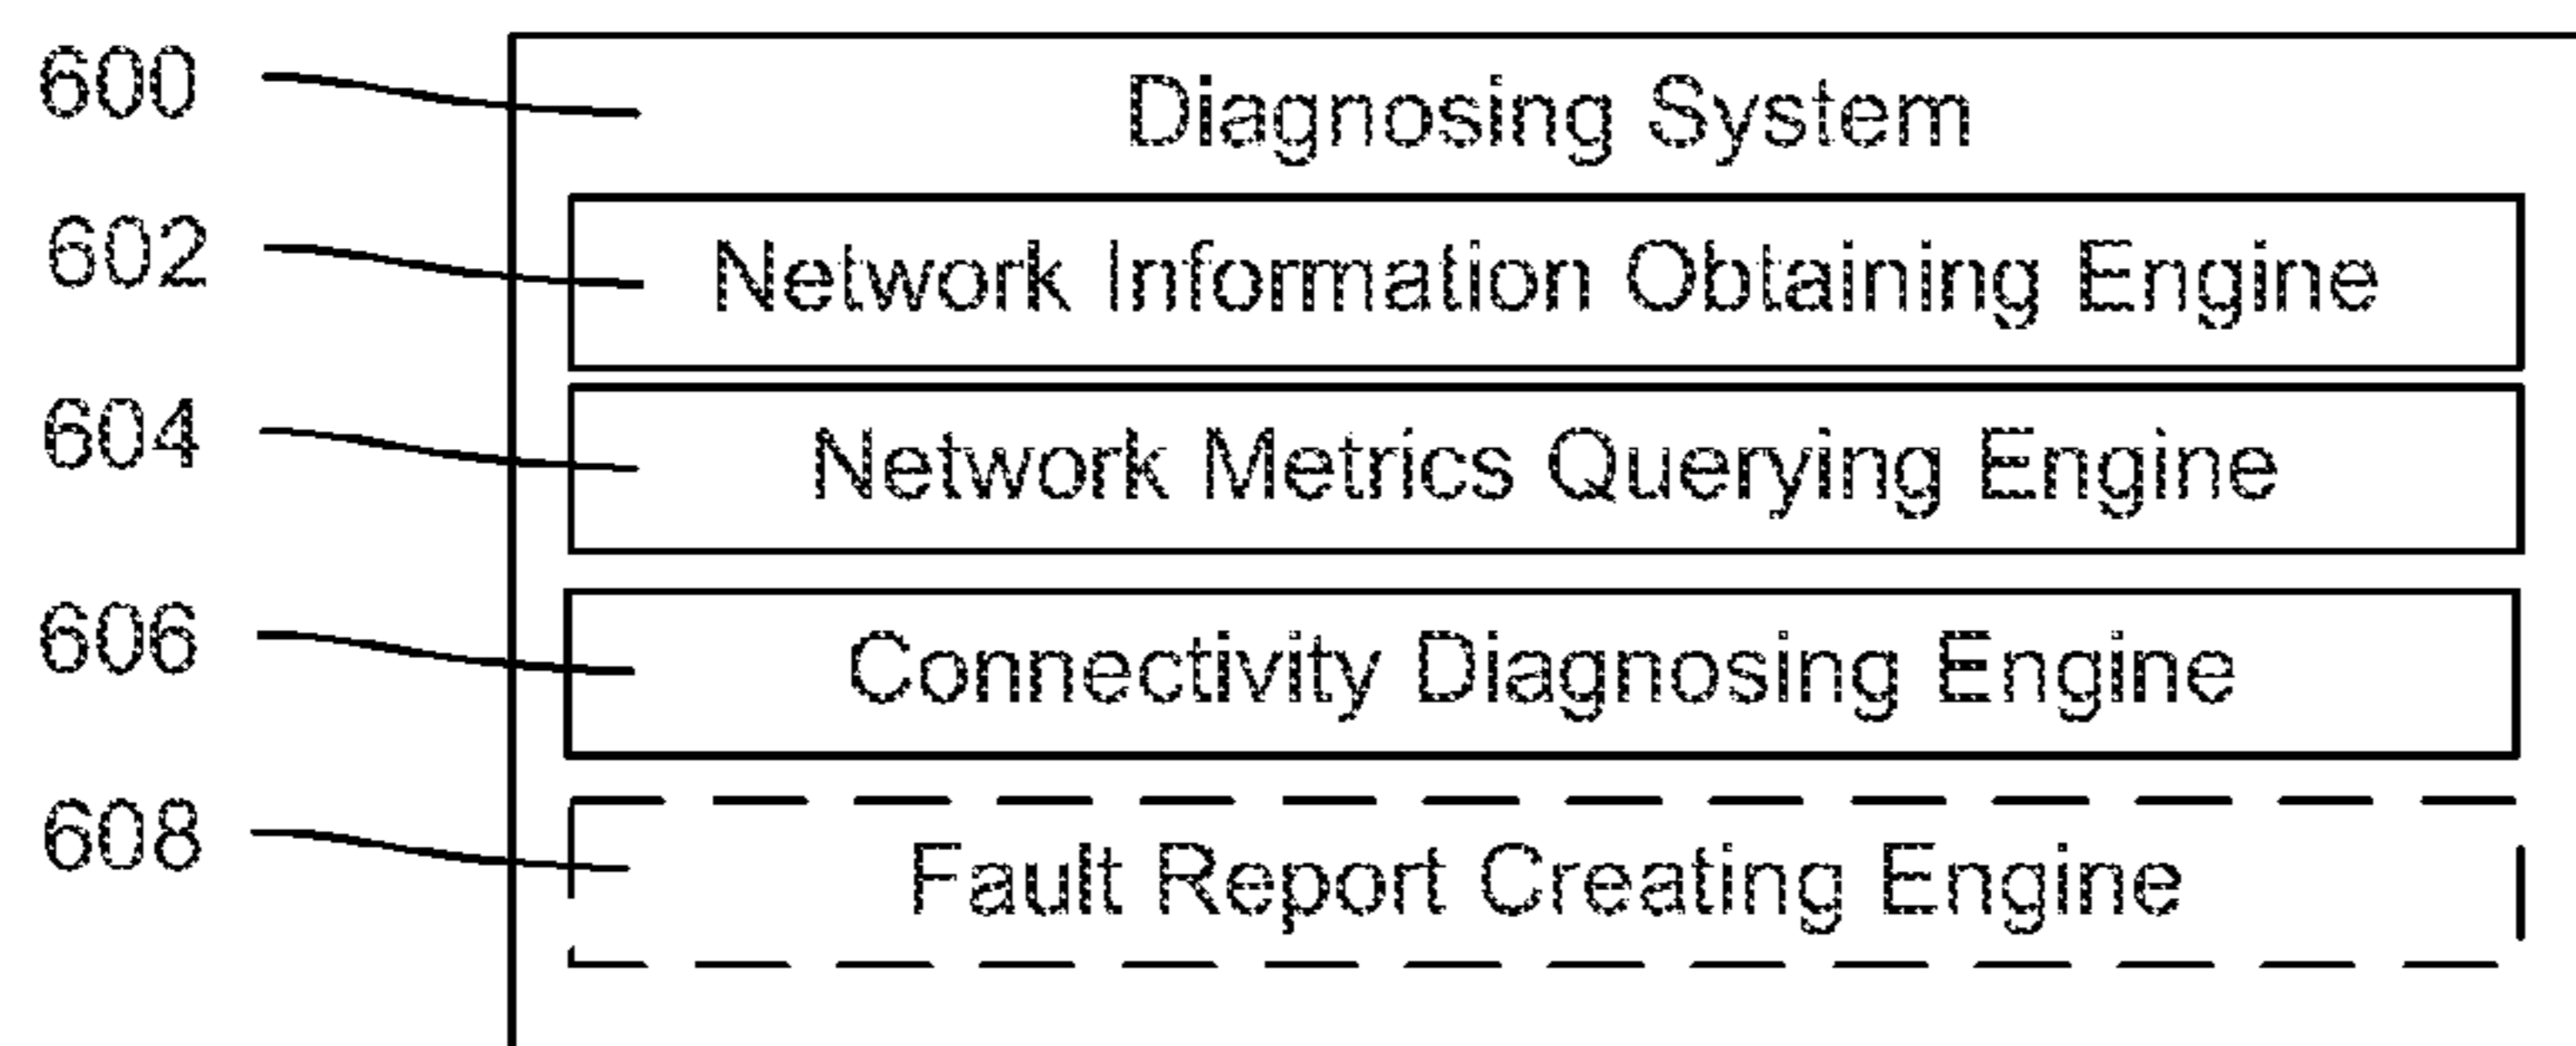 600 Diagnosing System
602 Network Information Obtaining Engine
604 Network Metrics Querying Engine
606 Connectivity Diagnosing Engine
608 Fault Report Creating Engine